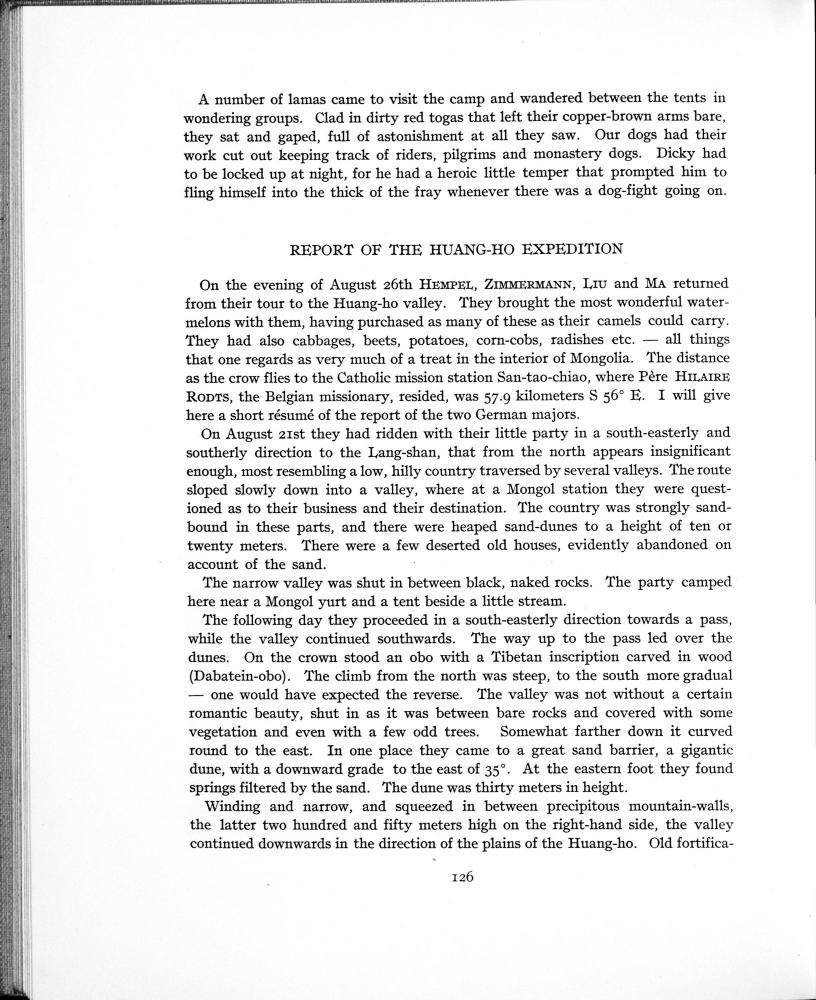 A number of lamas came to visit the camp and wandered between the tents in
wondering groups. Clad in dirty red togas that left their copper-brown arms bare,
they sat and gaped, full of astonishment at all they saw. Our dogs had their
work cut out keeping track of riders, pilgrims and monastery dogs. Dicky had
to be locked up at night, for he had a heroic little temper that prompted him to
fling himself into the thick of the fray whenever there was a dog-fight going on.
REPORT OF THE HUANG-HO EXPEDITION
On the evening of August 26th HEMPEL, ZIMMERMANN, LIU and MA returned
from their tour to the Huang-ho valley. They brought the most wonderful water-
melons with them, having purchased as many of these as their camels could carry.
They had also cabbages, beets, potatoes, corn-cobs, radishes etc. — all things
that one regards as very much of a treat in the interior of Mongolia. The distance
as the crow flies to the Catholic mission station San-tao-chiao, where Père HILAIRE
RODTS, the Belgian missionary, resided, was 57.9 kilometers S 56° E. I will give
here a short résumé of the report of the two German majors.
On August 21st they had ridden with their little party in a south-easterly and
southerly direction to the Lang-shan, that from the north appears insignificant
enough, most resembling a low, hilly country traversed by several valleys. The route
sloped slowly down into a valley, where at a Mongol station they were quest-
ioned as to their business and their destination. The country was strongly sand-
bound in these parts, and there were heaped sand-dunes to a height of ten or
twenty meters. There were a few deserted old houses, evidently abandoned on
account of the sand.
The narrow valley was shut in between black, naked rocks. The party camped
here near a Mongol yurt and a tent beside a little stream.
The following day they proceeded in a south-easterly direction towards a pass,
while the valley continued southwards. The way up to the pass led over the
dunes. On the crown stood an obo with a Tibetan inscription carved in wood
(Dabatein-obo). The climb from the north was steep, to the south more gradual
— one would have expected the reverse. The valley was not without a certain
romantic beauty, shut in as it was between bare rocks and covered with some
vegetation and even with a few odd trees. Somewhat farther down it curved
round to the east. In one place they came to a great sand barrier, a gigantic
dune, with a downward grade to the east of 35°. At the eastern foot they found
springs filtered by the sand. The dune was thirty meters in height.
Winding and narrow, and squeezed in between precipitous mountain-walls,
the latter two hundred and fifty meters high on the right-hand side, the valley
continued downwards in the direction of the plains of the Huang-ho. Old fortifica-
126